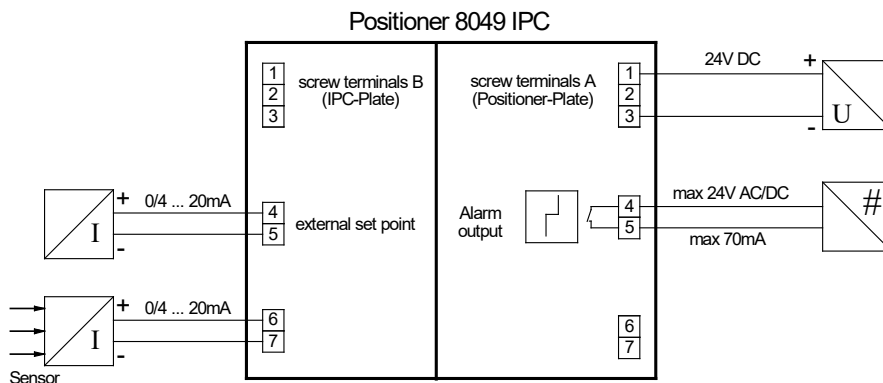 Positioner 8049 IPC
1
2
3
screw terminals B
(IPC-Plate)
screw terminals A
(Positioner-Plate)
1
2
3
24V DC
+
-
U
+
0/4 ... 20mA
-
I
4
5
external set point
Alarm
output
4
5
max 24V AC/DC
max 70mA
#
+
0/4 ... 20mA
-
I
6
7
6
7
Sensor